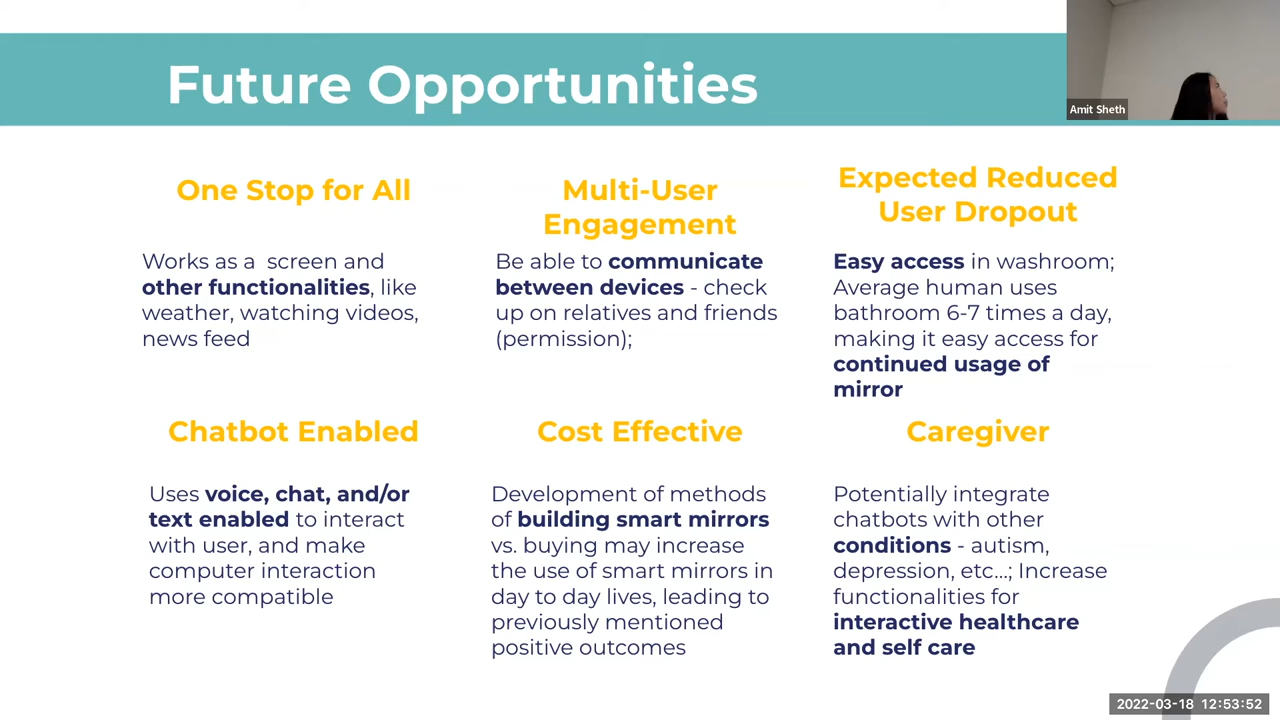 Future Opportunities
Amit Sheth
One Stop for All
Works as a  screen and
other functionalities, like
weather, watching videos,
news feed
Multi-User
Engagement
Be able to communicate
between devices - check
up on relatives and friends
(permission);
Expected Reduced
User Dropout
Easy access in washroom;
Average human uses
bathroom 6-7 times a day,
making it easy access for
continued usage of
mirror
Chatbot Enabled
Uses voice, chat, and/or
text enabled to interact
with user, and make
computer interaction
more compatible
Cost Effective
Development of methods
of building smart mirrors
vs. buying may increase
the use of smart mirrors in
day to day lives, leading to
previously mentioned
positive outcomes
Caregiver
Potentially integrate
chatbots with other
conditions - autism,
depression, etc...; Increase
functionalities for
interactive healthcare
and self care
2022-03-18 12:53:52